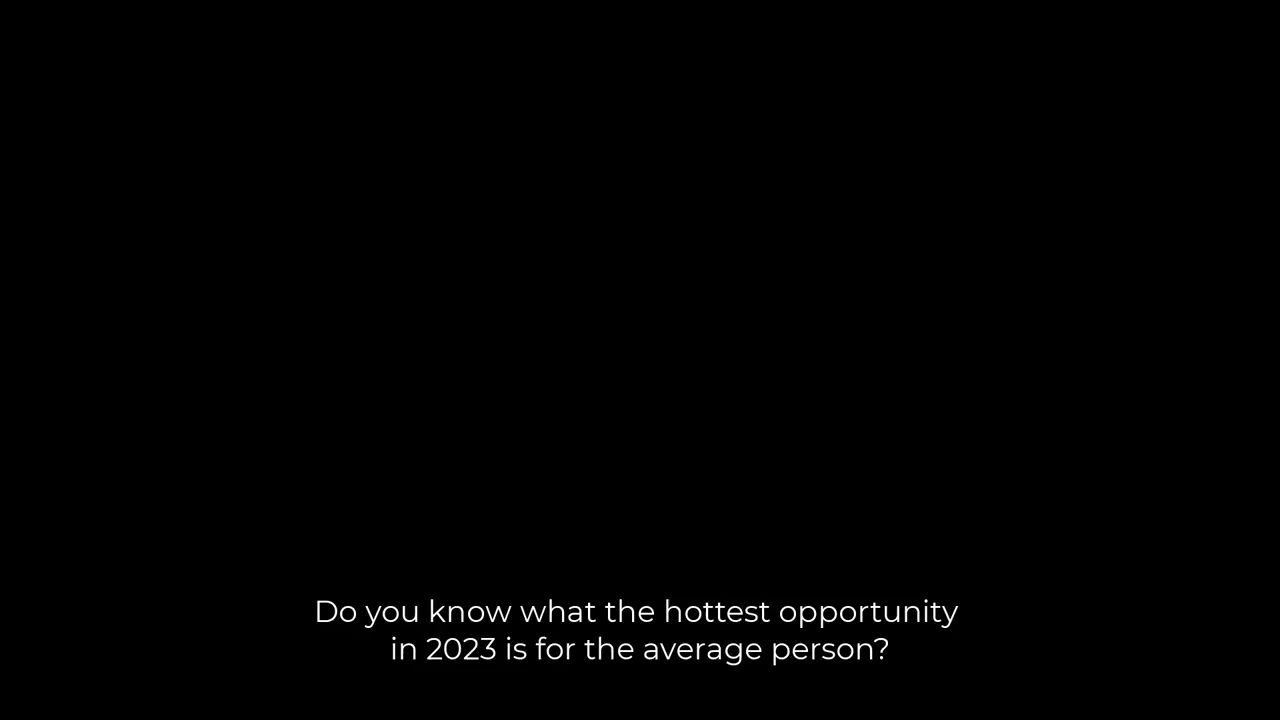 Do you know what the hottest opportunity
in 2023 is for the average person?